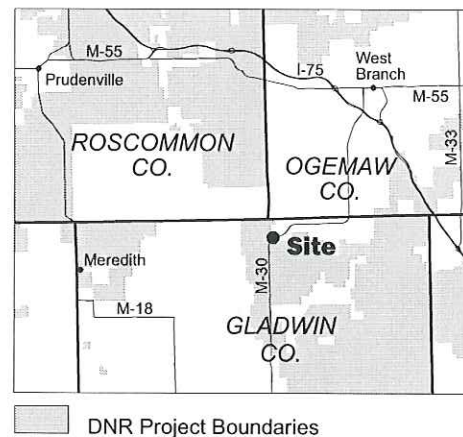 M-55
I-75
West
Branch
Prudenville
M-55
ROSCOMMON
CO.
OGEMAW
CO.
M-33
Site
Meredith
M-30
M-18
GLADWIN
CO.
DNR Project Boundaries